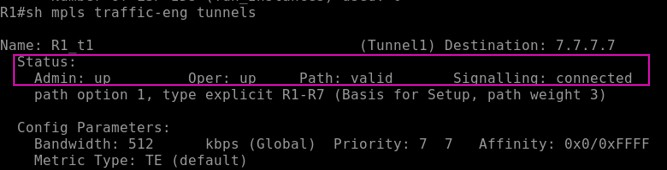 R1#sh mpls traffic-eng tunnels
Name: R1_t1 (Tunnel1) Destination: 7.7.7.7
Status:
Admin: up Oper: up Path: valid Signalling: connected
path option 1, type explicit R1-R7 (Basis for Setup, path weight 3)
Config Parameters:
Bandwidth: 512 kbps (Global) Priority: 7 7 Affinity: 0x0/0xFFFF
Metric Type: TE (default)